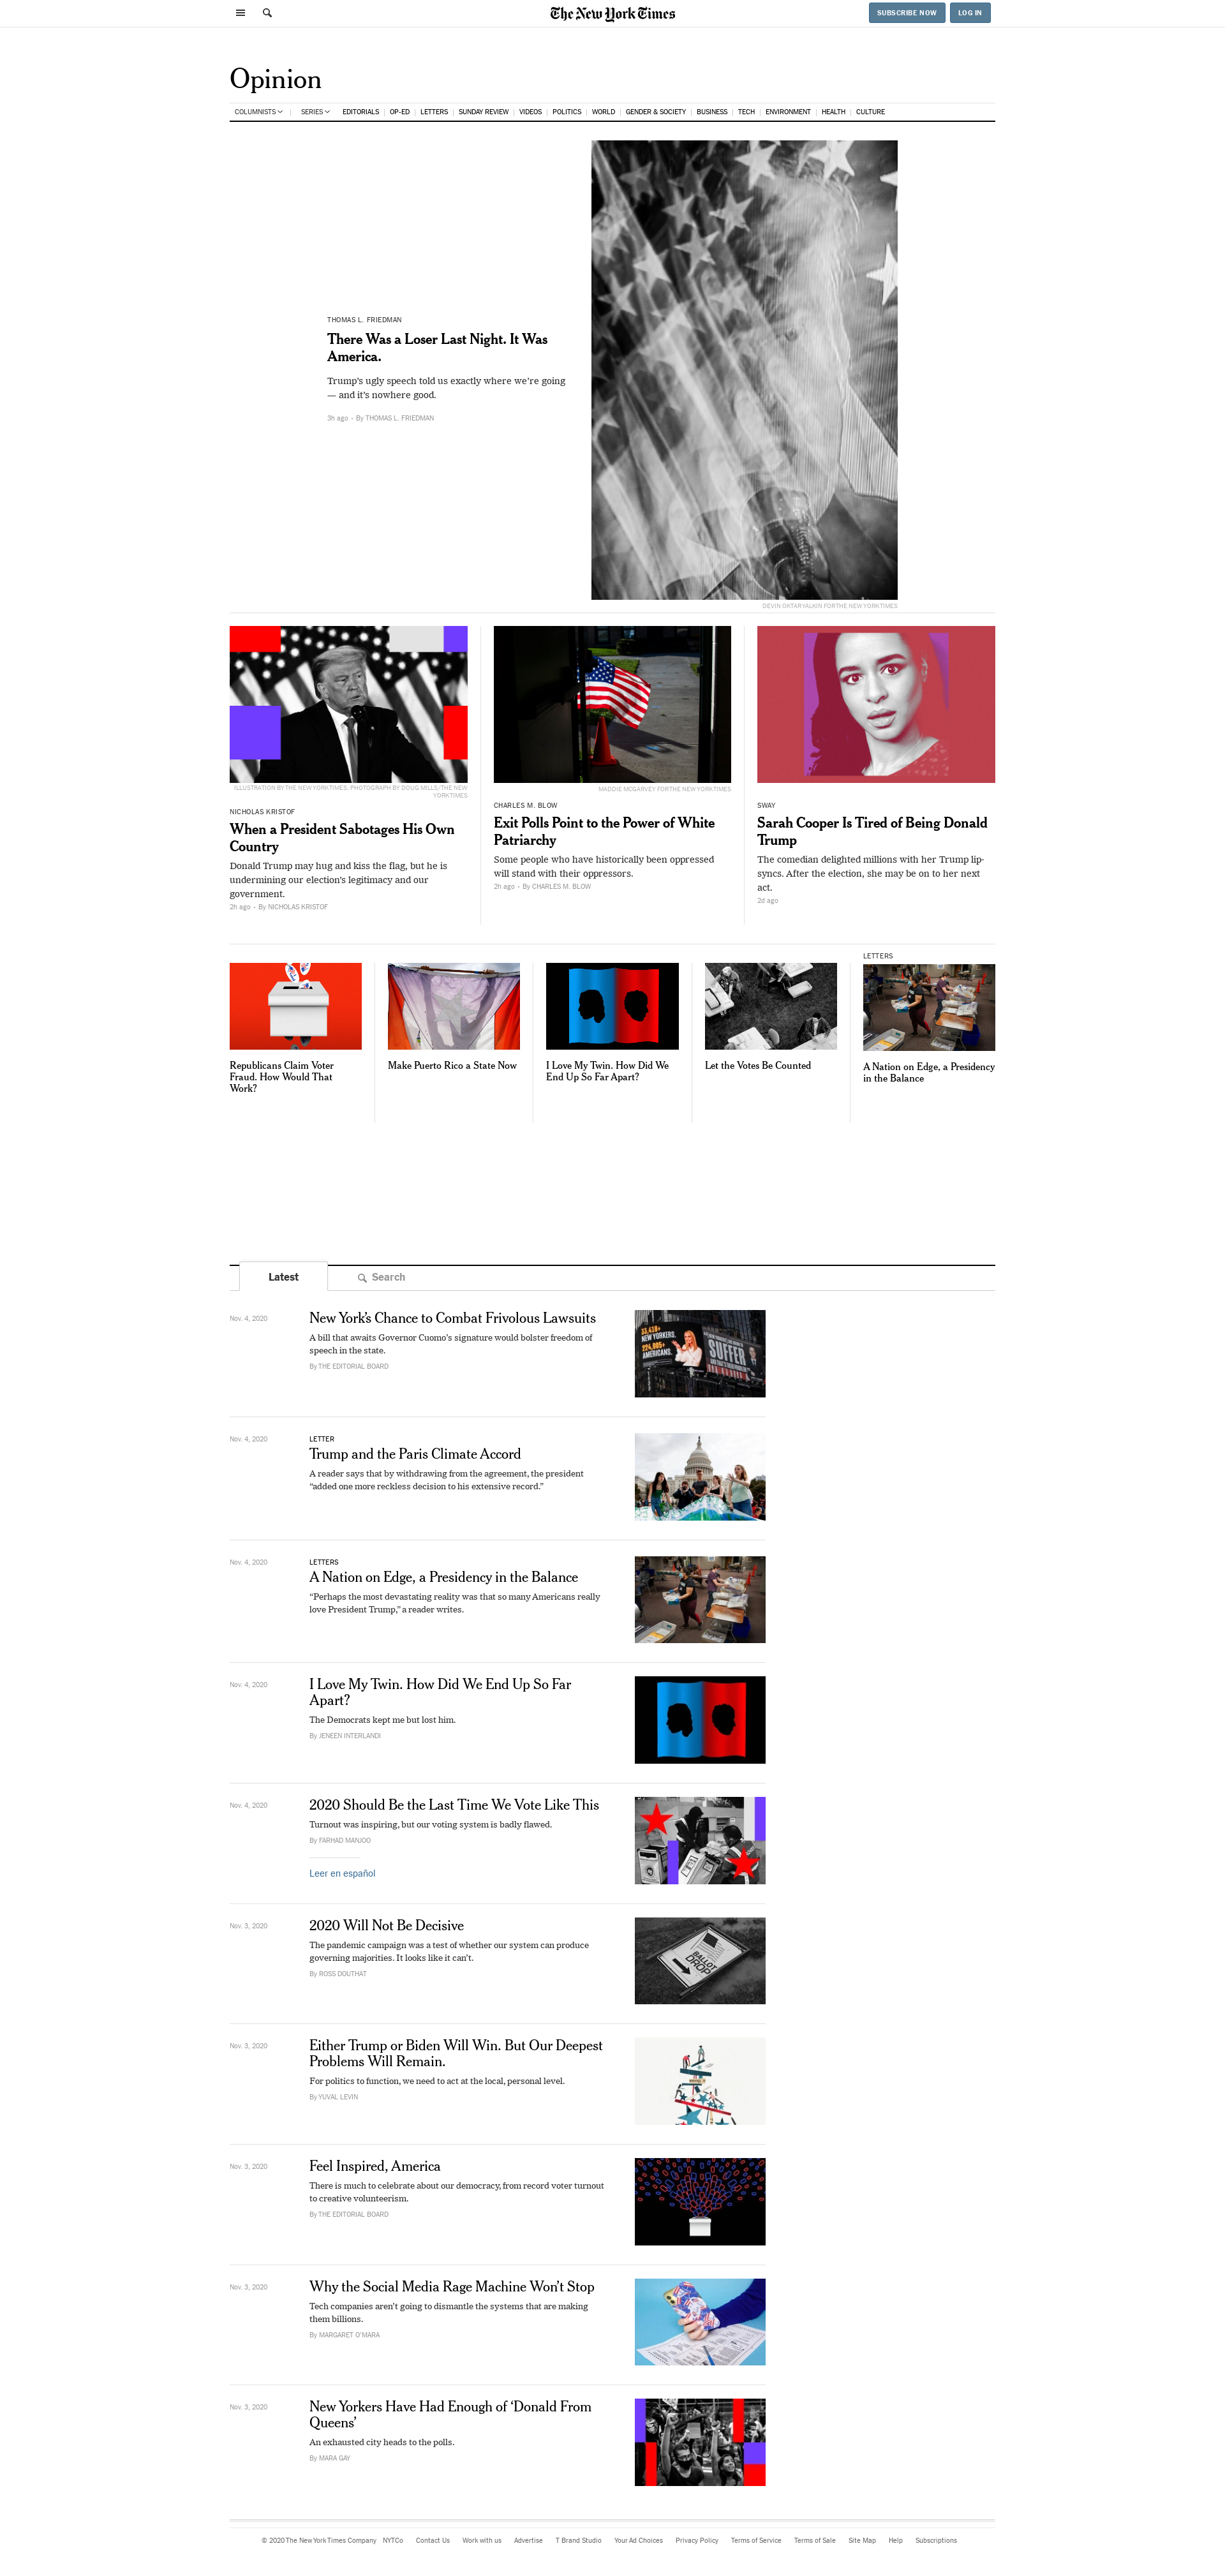 The New York Times
SUBSCRIBE NOW
LOG IN
Opinion
COLUMNISTS
SERIES
EDITORIALS
OP-ED
LETTERS
SUNDAY REVIEW
VIDEOS
POLITICS
WORLD
GENDER & SOCIETY
BUSINESS
TECH
ENVIRONMENT
HEALTH
CULTURE
THOMAS L. FRIEDMAN
There Was a Loser Last Night. It Was
America.
Trump's ugly speech told us exactly where we're going
— and it's nowhere good.
3h ago - By THOMAS L. FRIEDMAN
DEVIN OKTAR YALKIN FOR THE NEW YORK TIMES
ILLUSTRATION BY THE NEW YORK TIMES; PHOTOGRAPH BY DOUG MILLS/THE NEW
YORK TIMES
NICHOLAS KRISTOF
When a President Sabotages His Own
Country
Donald Trump may hug and kiss the flag, but he is
undermining our election's legitimacy and our
government.
2h ago - By NICHOLAS KRISTOF
MADDIE MCGARVEY FOR THE NEW YORK TIMES
CHARLES M. BLOW
Exit Polls Point to the Power of White
Patriarchy
Some people who have historically been oppressed
will stand with their oppressors.
2h ago - By CHARLES M. BLOW
SWAY
Sarah Cooper Is Tired of Being Donald
Trump
The comedian delighted millions with her Trump lip-
syncs. After the election, she may be on to her next
act.
2d ago
Republicans Claim Voter
Fraud. How Would That
Work?
Make Puerto Rico a State Now
I Love My Twin. How Did We
End Up So Far Apart?
Let the Votes Be Counted
LETTERS
A Nation on Edge, a Presidency
in the Balance
Latest
Search
Nov. 4, 2020
New York's Chance to Combat Frivolous Lawsuits
A bill that awaits Governor Cuomo's signature would bolster freedom of
speech in the state.
By THE EDITORIAL BOARD
33,418+
NEW YORKERS.
224,005+
AMERICANS.
SUFFER
Nov. 4, 2020
LETTER
Trump and the Paris Climate Accord
A reader says that by withdrawing from the agreement, the president
“added one more reckless decision to his extensive record.”
Nov. 4, 2020
LETTERS
A Nation on Edge, a Presidency in the Balance
“Perhaps the most devastating reality was that so many Americans really
love President Trump,” a reader writes.
Nov. 4, 2020
I Love My Twin. How Did We End Up So Far
Apart?
The Democrats kept me but lost him.
By JENEEN INTERLANDI
Nov. 4, 2020
2020 Should Be the Last Time We Vote Like This
Turnout was inspiring, but our voting system is badly flawed.
By FARHAD MANJOO
Leer en español
Nov. 3, 2020
2020 Will Not Be Decisive
The pandemic campaign was a test of whether our system can produce
governing majorities. It looks like it can't.
By ROSS DOUTHAT
BALLOT
DROP
Nov. 3, 2020
Either Trump or Biden Will Win. But Our Deepest
Problems Will Remain.
For politics to function, we need to act at the local, personal level.
By YUVAL LEVIN
Nov. 3, 2020
Feel Inspired, America
There is much to celebrate about our democracy, from record voter turnout
to creative volunteerism.
By THE EDITORIAL BOARD
Nov. 3, 2020
Why the Social Media Rage Machine Won't Stop
Tech companies aren't going to dismantle the systems that are making
them billions.
By MARGARET O'MARA
Nov. 3, 2020
New Yorkers Have Had Enough of ‘Donald From
Queens’
An exhausted city heads to the polls.
By MARA GAY
© 2020 The New York Times Company
NYTCo
Contact Us
Work with us
Advertise
T Brand Studio
Your Ad Choices
Privacy Policy
Terms of Service
Terms of Sale
Site Map
Help
Subscriptions